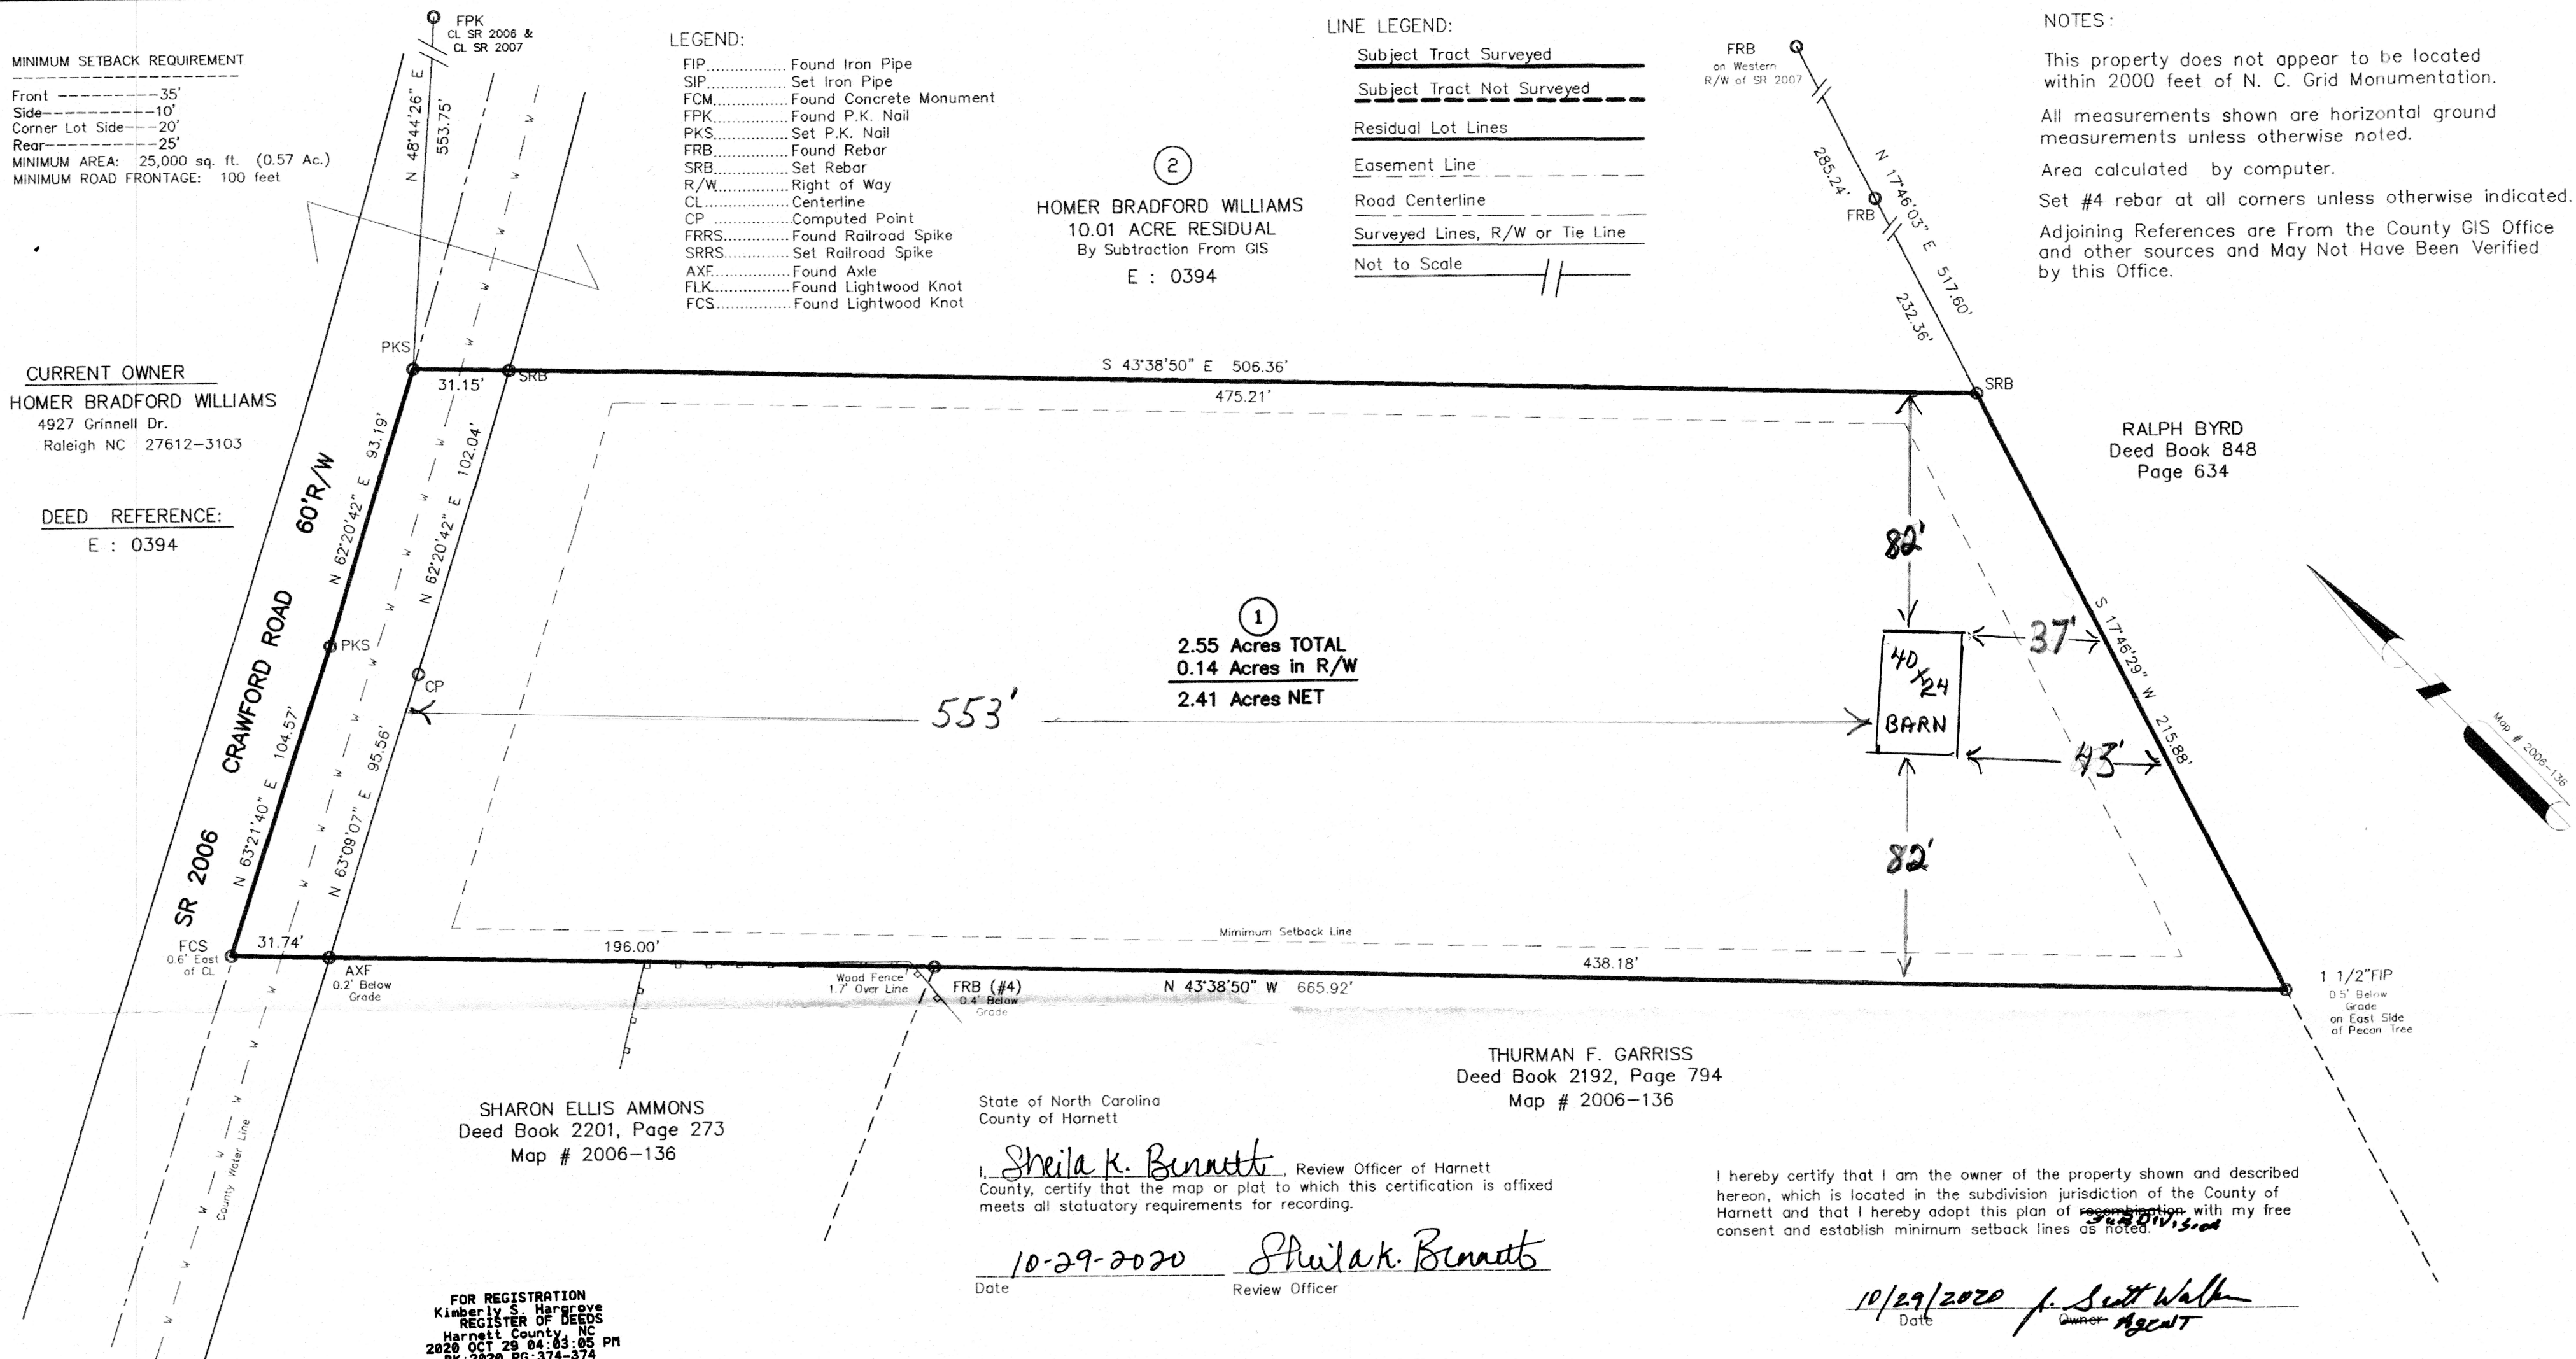 MINIMUM SETBACK REQUIREMENT
Front ----------35'
Side----------10'
Corner Lot Side---20'
Rear----------25'
MINIMUM AREA: 25,000 sq. ft. (0.57 Ac.)
MINIMUM ROAD FRONTAGE: 100 feet
FPK
CL SR 2006 &
CL SR 2007
N 48°44'26" E
553.75'
LEGEND:
FIP............... Found Iron Pipe
SIP............... Set Iron Pipe
FCM............... Found Concrete Monument
FPK............... Found P.K. Nail
PKS............... Set P.K. Nail
FRB............... Found Rebar
SRB............... Set Rebar
R/W............... Right of Way
CL............... Centerline
CP ...............Computed Point
FRRS............... Found Railroad Spike
SRRS............... Set Railroad Spike
AXF............... Found Axle
FLK............... Found Lightwood Knot
FCS............... Found Lightwood Knot
2
HOMER BRADFORD WILLIAMS
10.01 ACRE RESIDUAL
By Subtraction From GIS
E : 0394
LINE LEGEND:
Subject Tract Surveyed
Subject Tract Not Surveyed
Residual Lot Lines
Easement Line
Road Centerline
Surveyed Lines, R/W or Tie Line
Not to Scale
FRB
on Western
R/W of SR 2007
285.24'
N 17°46'03" E 517.60'
FRB
232.36'
NOTES:
This property does not appear to be located
within 2000 feet of N. C. Grid Monumentation.
All measurements shown are horizontal ground
measurements unless otherwise noted.
Area calculated by computer.
Set #4 rebar at all corners unless otherwise indicated.
Adjoining References are From the County GIS Office
and other sources and May Not Have Been Verified
by this Office.
CURRENT OWNER
HOMER BRADFORD WILLIAMS
4927 Grinnell Dr.
Raleigh NC 27612-3103
DEED REFERENCE:
E : 0394
PKS
31.15'
SRB
S 43°38'50" E 506.36'
475.21'
SRB
RALPH BYRD
Deed Book 848
Page 634
SR 2006 CRAWFORD ROAD 60'R/W
N 62°20'42" E 93.19'
N 62°20'42" E 102.04'
PKS
CP
N 63°21'40" E 104.57'
N 63°09'07" E 95.56'
W W W W W W W W W W W W
1
2.55 Acres TOTAL
0.14 Acres in R/W
2.41 Acres NET
553'
82'
40 x 24
BARN
37'
43'
82'
S 17°46'29" W 215.88'
Map # 2006-136
FCS
0.6' East
of CL
31.74'
AXF
0.2' Below
Grade
196.00'
Wood Fence
1.7' Over Line
FRB (#4)
0.4' Below
Grade
Minimum Setback Line
438.18'
N 43°38'50" W 665.92'
1 1/2"FIP
0.5' Below
Grade
on East Side
of Pecan Tree
County Water Line
SHARON ELLIS AMMONS
Deed Book 2201, Page 273
Map # 2006-136
THURMAN F. GARRISS
Deed Book 2192, Page 794
Map # 2006-136
State of North Carolina
County of Harnett
I, Sheila K. Bennett, Review Officer of Harnett
County, certify that the map or plat to which this certification is affixed
meets all statuatory requirements for recording.
10-29-2020 Sheila K. Bennett
Date Review Officer
I hereby certify that I am the owner of the property shown and described
hereon, which is located in the subdivision jurisdiction of the County of
Harnett and that I hereby adopt this plan of recombination with my free
SUBDIVISION
consent and establish minimum setback lines as noted.
10/29/2020 J. Scott Walker
Date Owner AgenT
FOR REGISTRATION
Kimberly S. Hargrove
REGISTER OF DEEDS
Harnett County, NC
2020 OCT 29 04:03:05 PM
BK:2020 PG:374-374